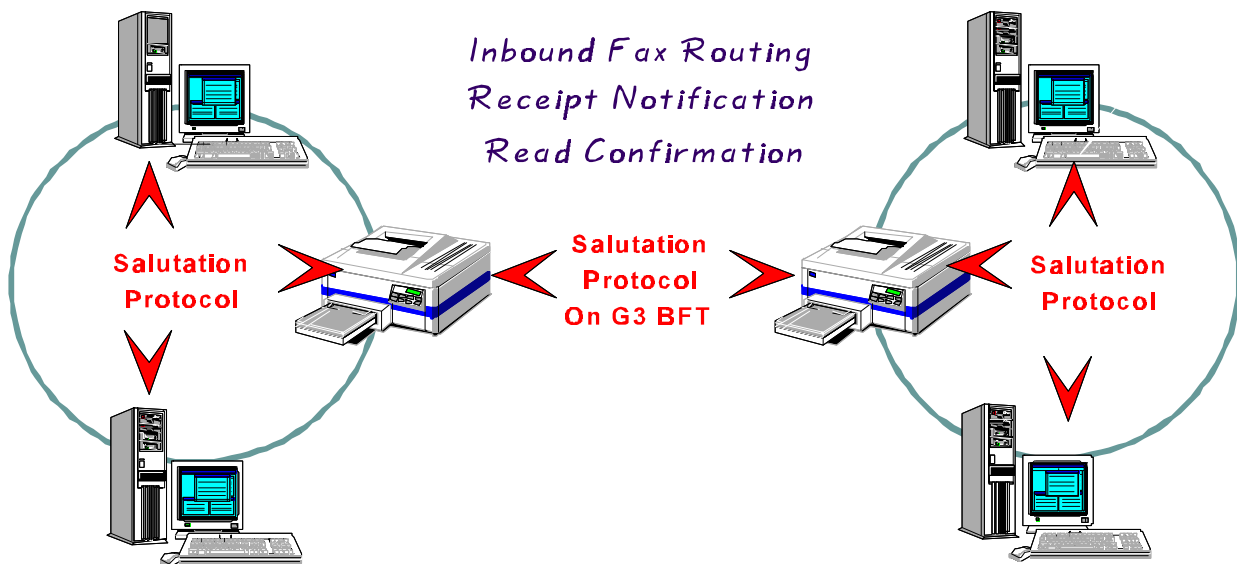 Inbound Fax Routing
Receipt Notification
Read Confirmation
Salutation
Protocol
Salutation
Protocol
On G3 BFT
Salutation
Protocol